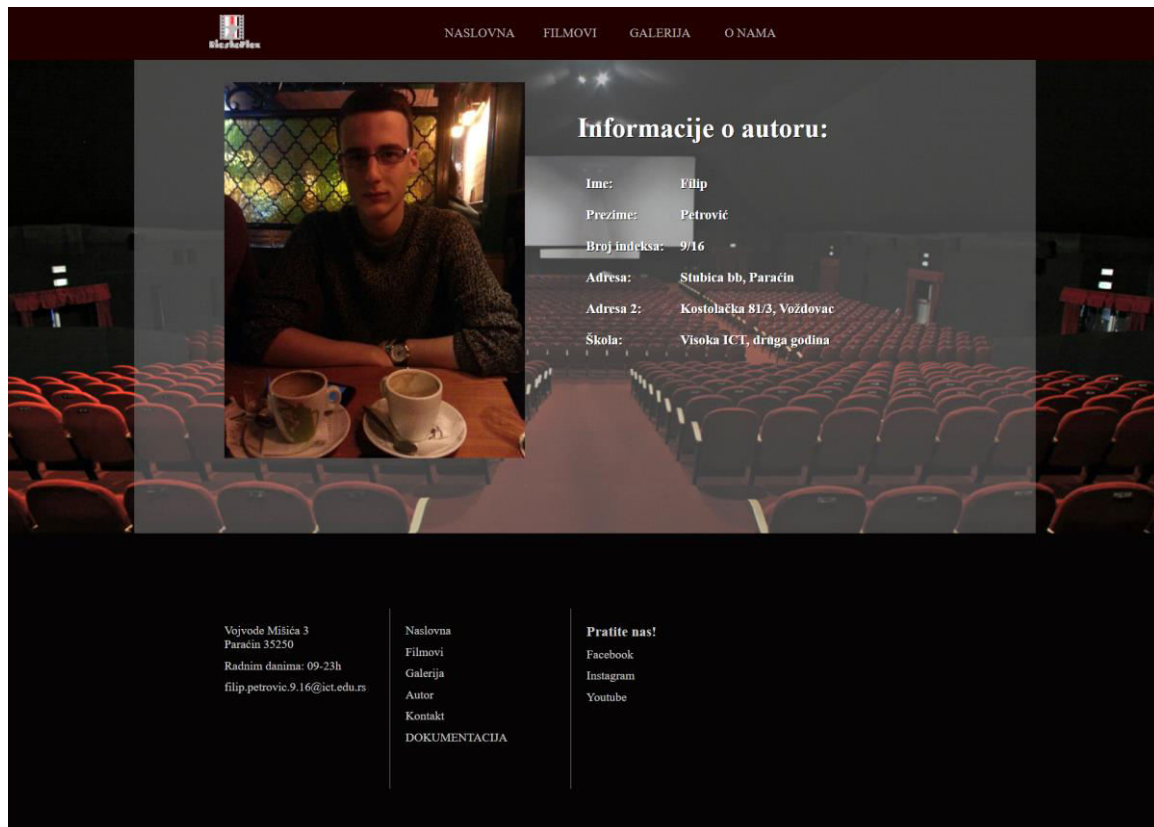 NASLOVNA FILMOVI GALERIJA O NAMA
Informacije o autoru:
Ime: Filip
Prezime: Petrović
Broj indeksa: 9/16
Adresa: Stubica bb, Paraćin
Adresa 2: Kostolačka 81/3, Voždovac
Škola: Visoka ICT, druga godina
Vojvode Mišića 3
Paraćin 35250
Radnim danima: 09-23h
filip.petrovic.9.16@ict.edu.rs
Naslovna
Filmovi
Galerija
Autor
Kontakt
DOKUMENTACIJA
Pratite nas!
Facebook
Instagram
Youtube